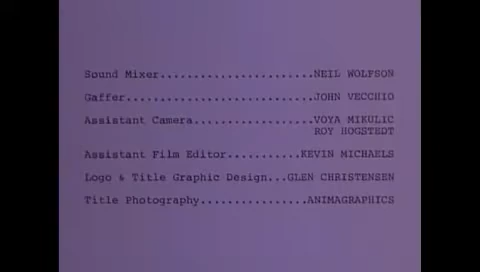 Sound Mixer.......................NEIL WOLFSON
Gaffer............................JOHN VECCHIO
Assistant Camera..................VOYA MIKULIC
ROY HOGSTEDT
Assistant Film Editor..........KEVIN MICHAELS
Logo & Title Graphic Design...GLEN CHRISTENSEN
Title Photography................ANIMAGRAPHICS